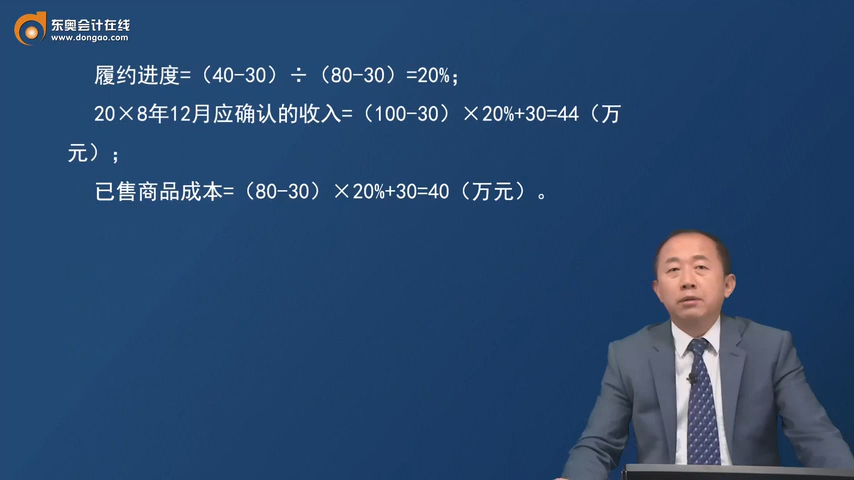 东奥会计在线
www.dongao.com
履约进度=（40-30）÷（80-30）=20%；
20×8年12月应确认的收入=（100-30）×20%+30=44（万
元）；
已售商品成本=（80-30）×20%+30=40（万元）。